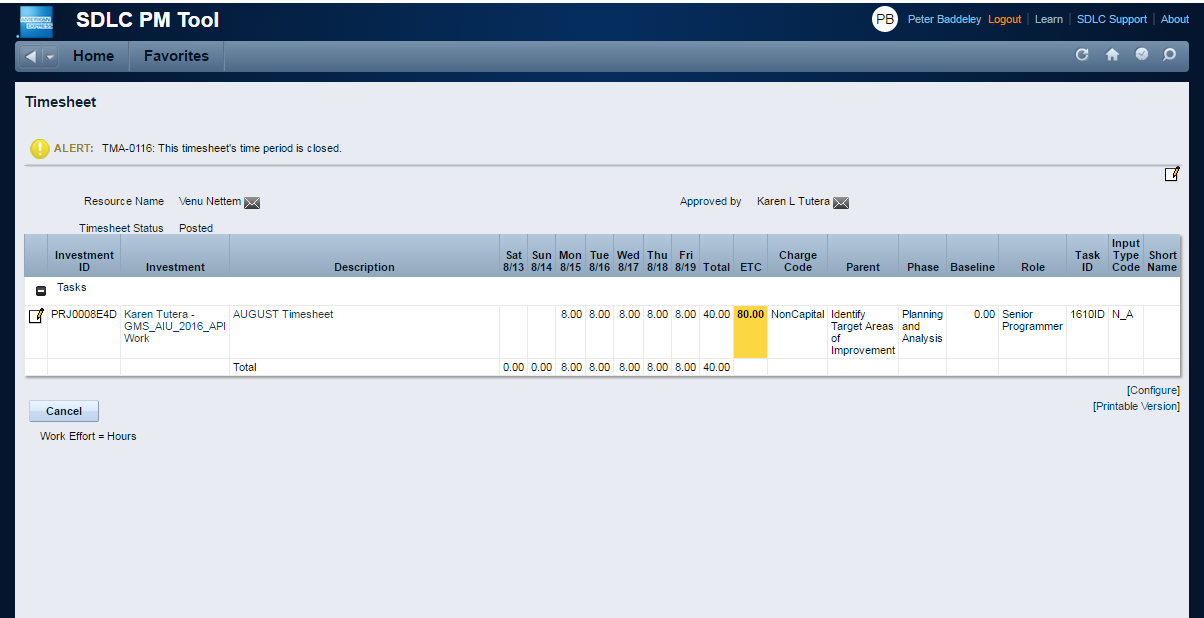 AMERICAN
EXPRESS
SDLC PM Tool
PB Peter Baddeley Logout Learn SDLC Support About
Home Favorites
Timesheet
ALERT: TMA-0116: This timesheet's time period is closed.
Resource Name Venu Nettem Approved by Karen L Tutera
Timesheet Status Posted
Investment ID Investment Description Sat 8/13 Sun 8/14 Mon 8/15 Tue 8/16 Wed 8/17 Thu 8/18 Fri 8/19 Total ETC Charge Code Parent Phase Baseline Role Task ID Input Type Code Short Name
Tasks
PRJ0008E4D Karen Tutera - AUGUST Timesheet 8.00 8.00 8.00 8.00 8.00 40.00 80.00 NonCapital Identify Planning 0.00 Senior 1610ID N_A
GMS_AIU_2016_API Target Areas and Programmer
Work of Analysis
Improvement
Total 0.00 0.00 8.00 8.00 8.00 8.00 8.00 40.00
[Configure]
Cancel [Printable Version]
Work Effort = Hours